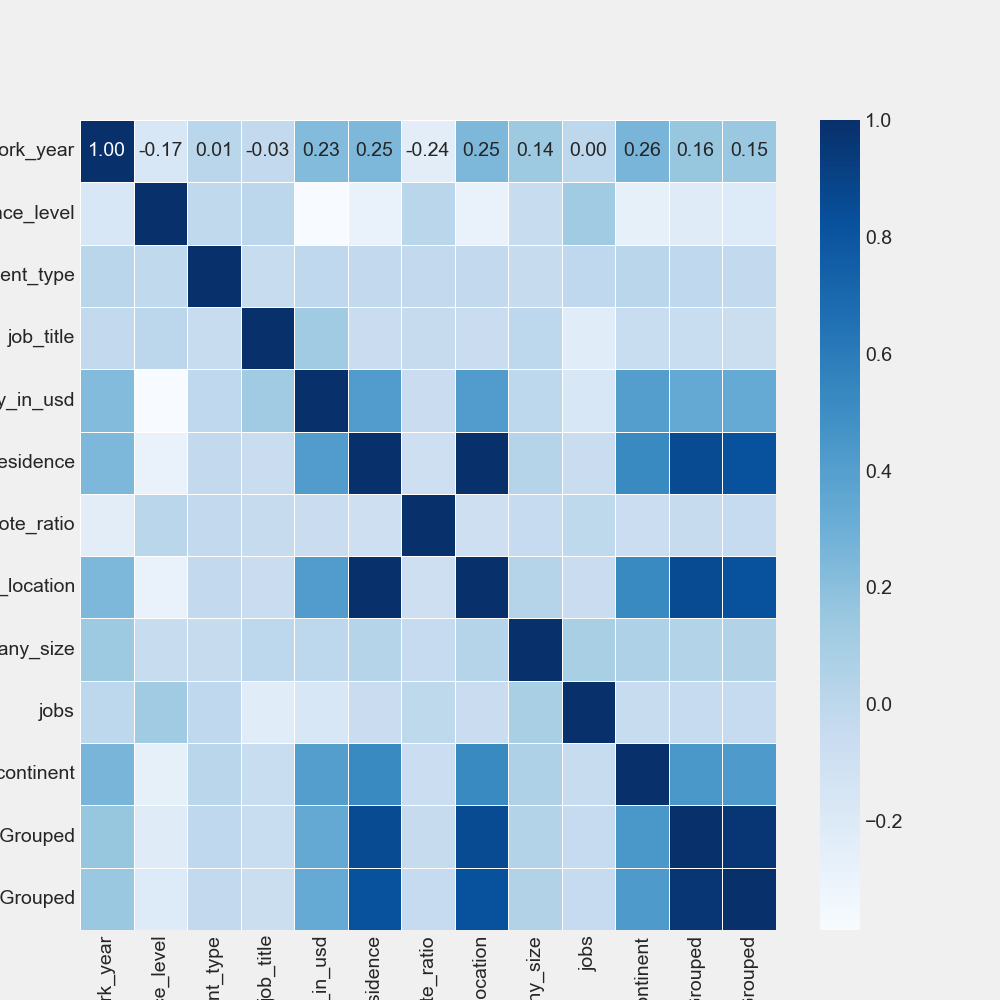 1.0
ork_year 1.00 -0.17 0.01 -0.03 0.23 0.25 -0.24 0.25 0.14 0.00 0.26 0.16 0.15
nce_level
0.8
ent_type
job_title
0.6
y_in_usd
esidence
0.4
ote_ratio
_location
0.2
any_size
jobs
0.0
continent
−0.2
Grouped
Grouped
rk_year
ce_level
nt_type
job_title
_in_usd
sidence
te_ratio
ocation
ny_size
jobs
ontinent
rouped
rouped